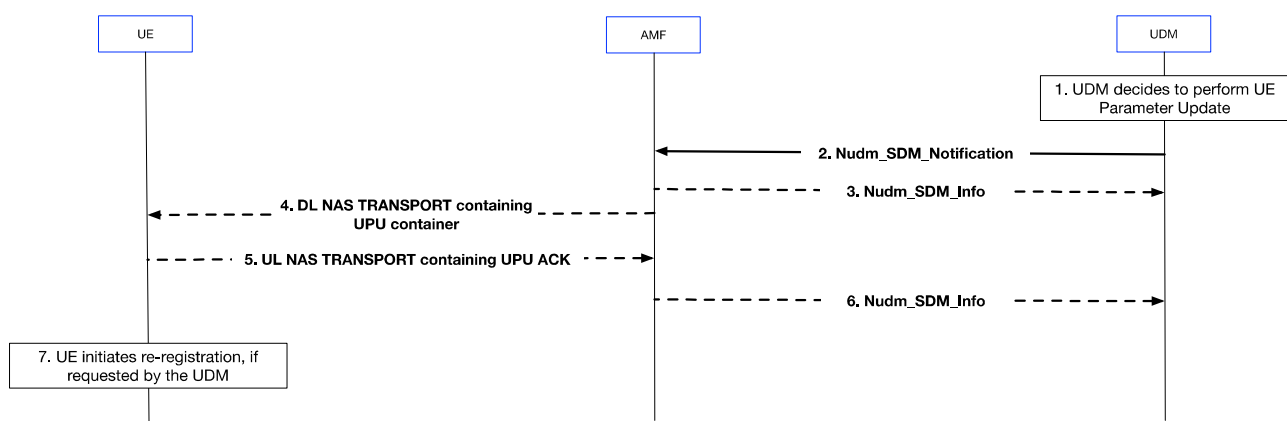 UE
AMF
UDM
1. UDM decides to perform UE
Parameter Update
2. Nudm_SDM_Notification
3. Nudm_SDM_Info
4. DL NAS TRANSPORT containing
UPU container
5. UL NAS TRANSPORT containing UPU ACK
6. Nudm_SDM_Info
7. UE initiates re-registration, if
requested by the UDM